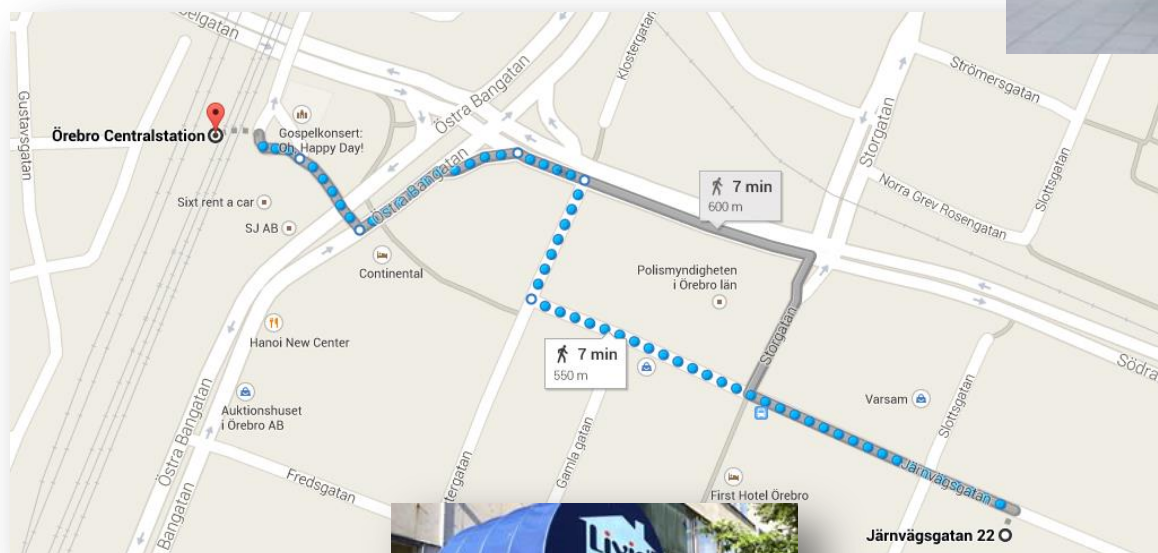 Gustavsgatan
Klostergatan
Strömersgatan
Östra Bangatan
Storgatan
Örebro Centralstation
Gospelkonsert:
Oh, Happy Day!
Östra Bangatan
7 min
600 m
Norra Grev Rosengatan
Slottsgatan
Sixt rent a car
SJ AB
Continental
Polismyndigheten
i Örebro län
Hanoi New Center
7 min
550 m
Storgatan
Södra
Auktionshuset
i Örebro AB
Varsam
Östra Bangatan
Bangatan
Fredsgatan
Gamla gatan
Slottsgatan
Järnvägsgatan
First Hotel Örebro
Järnvägsgatan 22